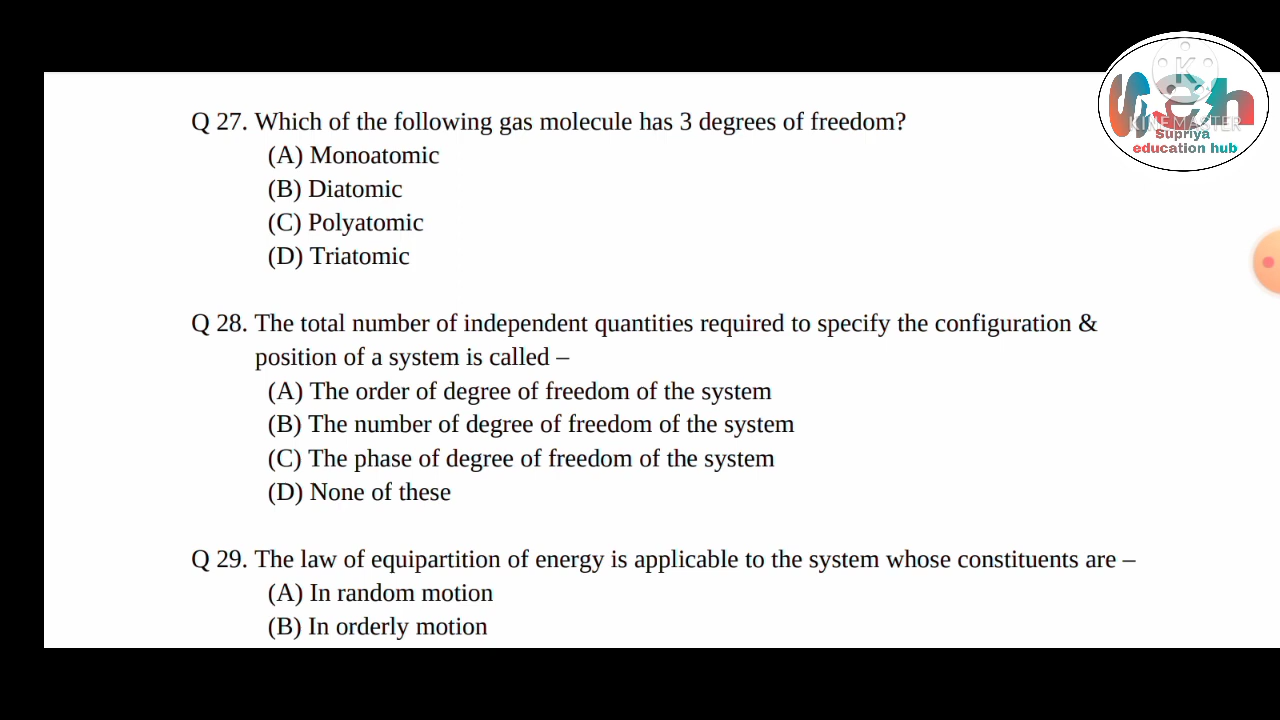 Q 27. Which of the following gas molecule has 3 degrees of freedom?
(A) Monoatomic
(B) Diatomic
(C) Polyatomic
(D) Triatomic
Q 28. The total number of independent quantities required to specify the configuration &
position of a system is called –
(A) The order of degree of freedom of the system
(B) The number of degree of freedom of the system
(C) The phase of degree of freedom of the system
(D) None of these
Q 29. The law of equipartition of energy is applicable to the system whose constituents are –
(A) In random motion
(B) In orderly motion
Seh
K
KINEMASTER
Supriya
education hub